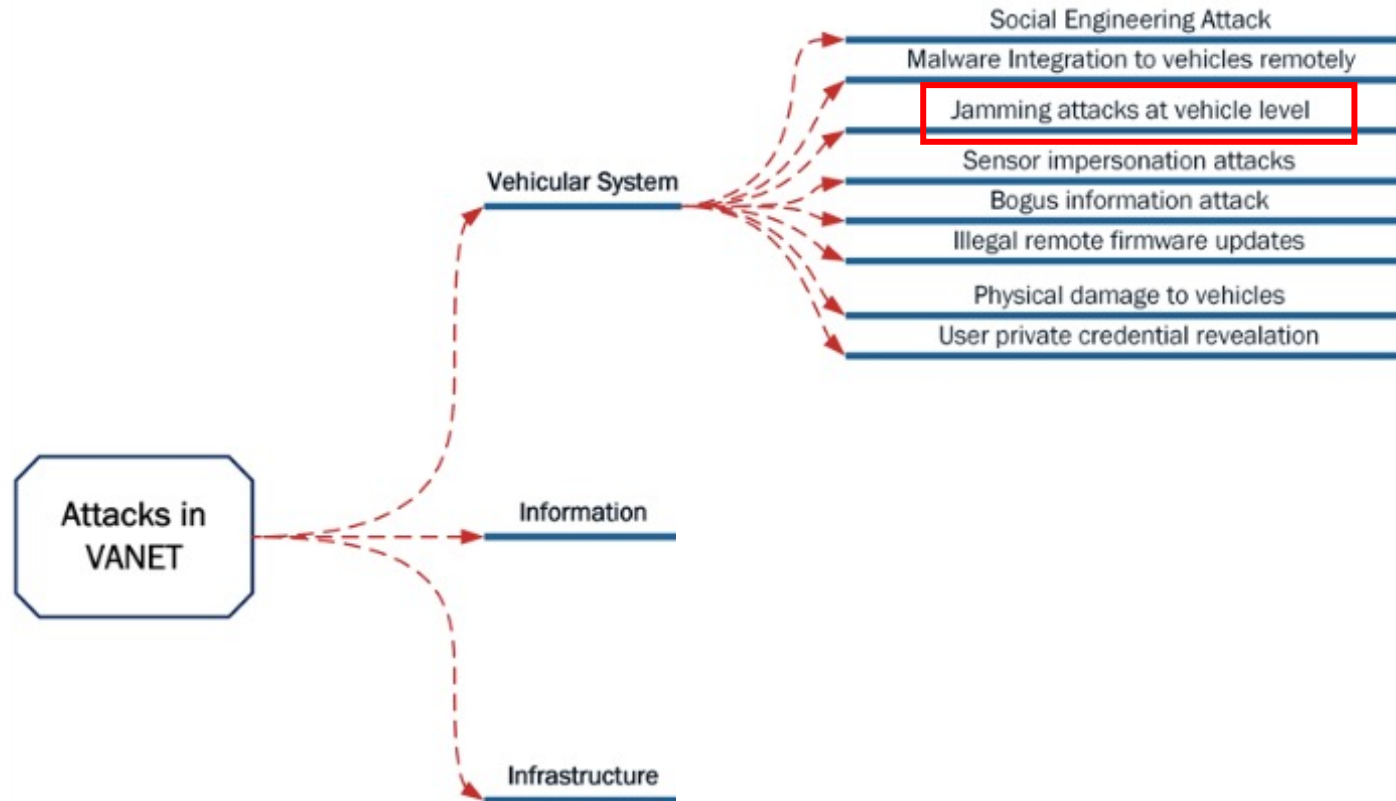 Social Engineering Attack
Malware Integration to vehicles remotely
Jamming attacks at vehicle level
Sensor impersonation attacks
Bogus information attack
Illegal remote firmware updates
Physical damage to vehicles
User private credential revealation
Vehicular System
Attacks in
VANET
Information
Infrastructure